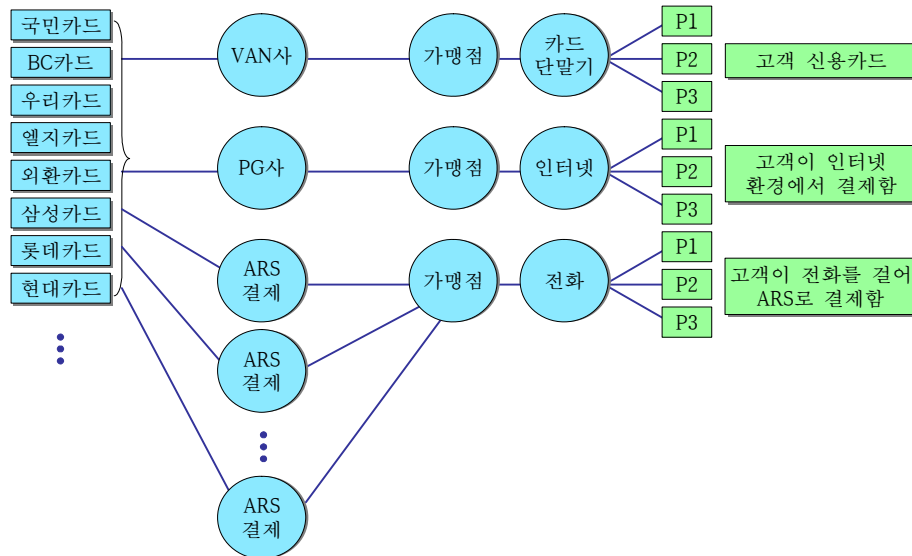 국민카드
BC카드
우리카드
엘지카드
외환카드
삼성카드
롯데카드
현대카드
VAN사
가맹점
카드
단말기
P1
P2
P3
고객 신용카드
PG사
가맹점
인터넷
P1
P2
P3
고객이 인터넷
환경에서 결제함
ARS
결제
가맹점
전화
P1
P2
P3
고객이 전화를 걸어
ARS로 결제함
ARS
결제
ARS
결제